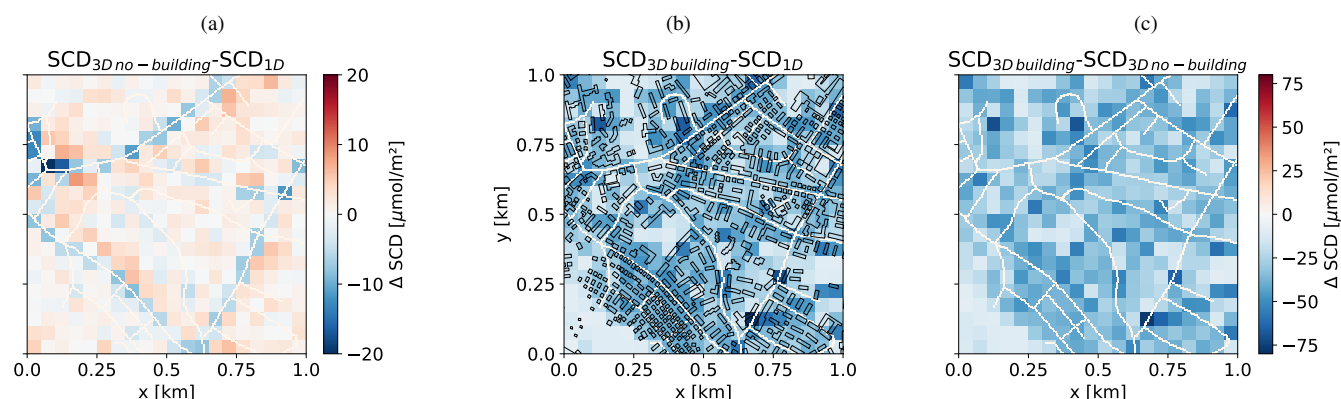 (a)
(b)
(c)
SCD3D no−building-SCD1D
SCD3D building-SCD1D
SCD3D building-SCD3D no−building
20
10
0
−10
−20
Δ SCD [μmol/m²]
0.0
0.25
0.50
0.75
1.0
x [km]
1.0
0.75
0.5
0.25
0.0
y [km]
0.0
0.25
0.50
0.75
1.0
x [km]
0.0
0.25
0.50
0.75
1.0
x [km]
75
50
25
0
−25
−50
−75
Δ SCD [μmol/m²]